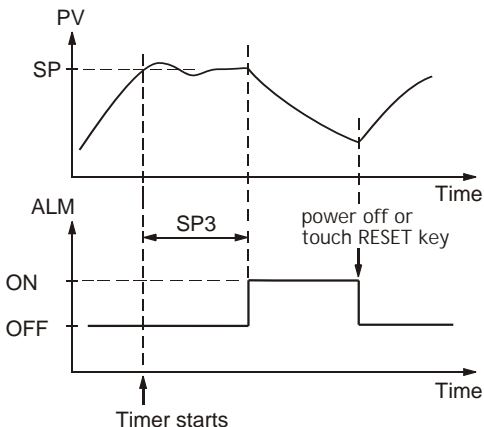 PV
SP
Time
ALM
SP3
power off or
touch RESET key
ON
OFF
Time
Timer starts